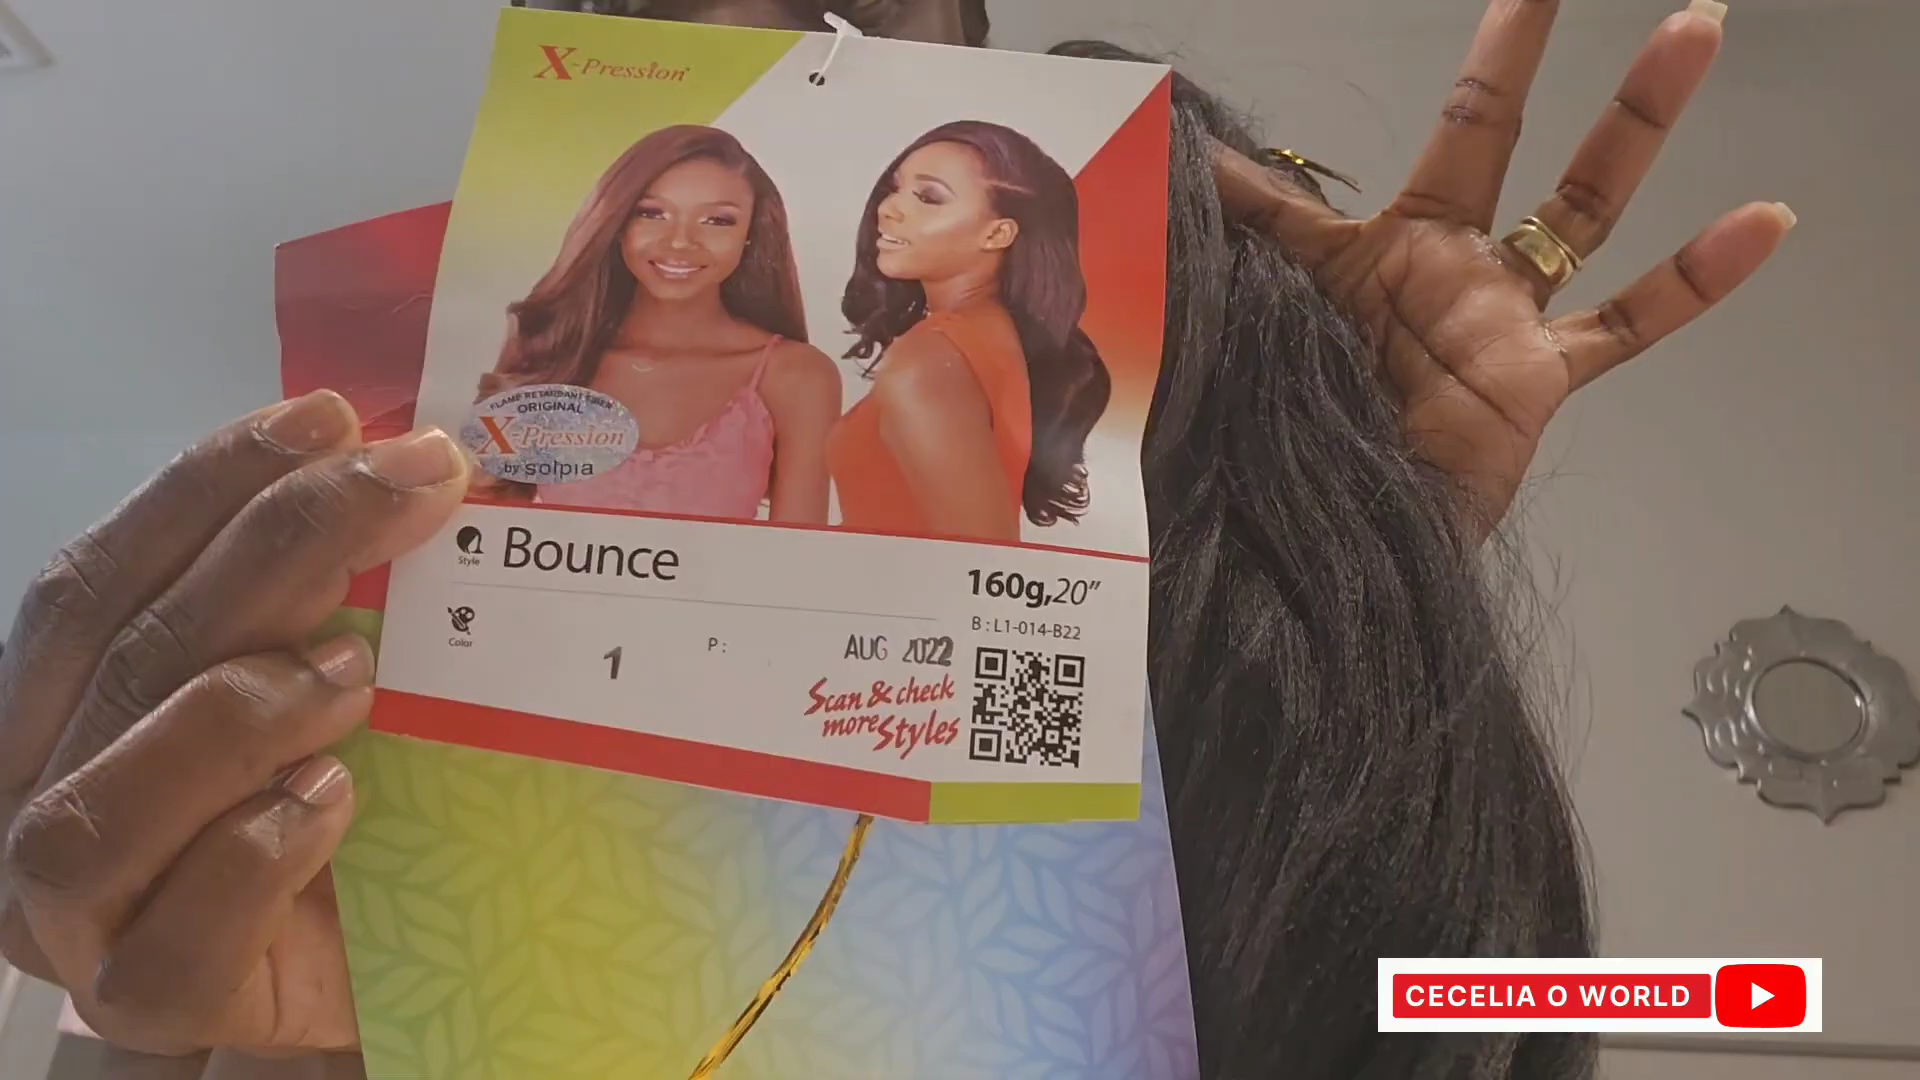 X-Pression
FLAME RETARDANT FIBER
ORIGINAL
X-Pression
by solpia
Style
Bounce
160g, 20"
B : L1-014-B22
Color
1
P :
AUG 2022
Scan & check
more Styles
CECELIA O WORLD